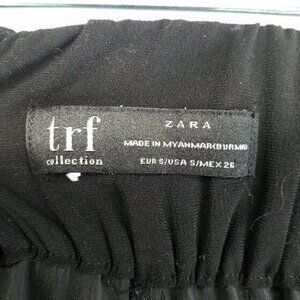 trf
collection
ZARA
MADE IN MYANMAR(BURMA)
EUR S/USA S/MEX 26